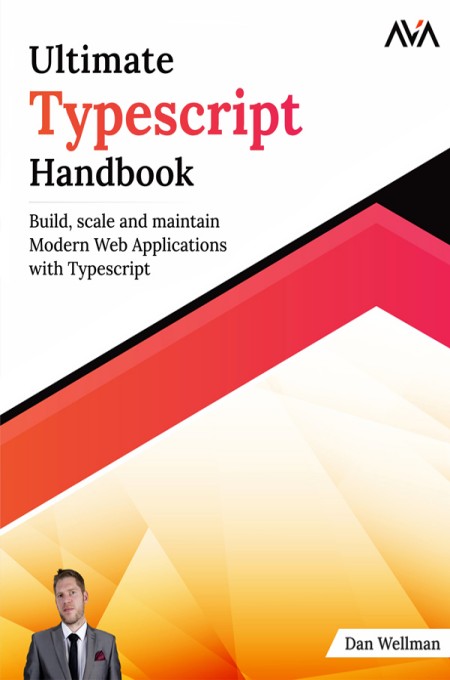 AVA
Ultimate
Typescript
Handbook
Build, scale and maintain
Modern Web Applications
with Typescript
Dan Wellman